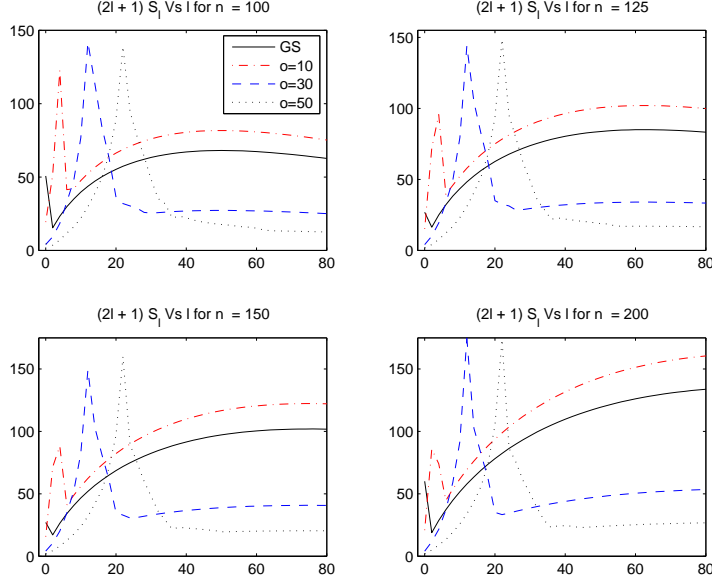 (2l + 1) S_l Vs l for n = 100
150
100
50
0
0 20 40 60 80
GS
o=10
o=30
o=50
(2l + 1) S_l Vs l for n = 125
150
100
50
0
0 20 40 60 80
(2l + 1) S_l Vs l for n = 150
150
100
50
0
0 20 40 60 80
(2l + 1) S_l Vs l for n = 200
150
100
50
0
0 20 40 60 80